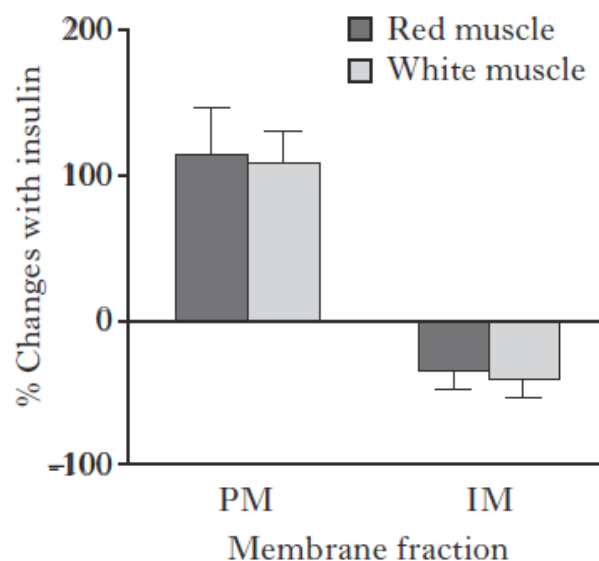 200
Red muscle
White muscle
% Changes with insulin
100
0
-100
PM
IM
Membrane fraction